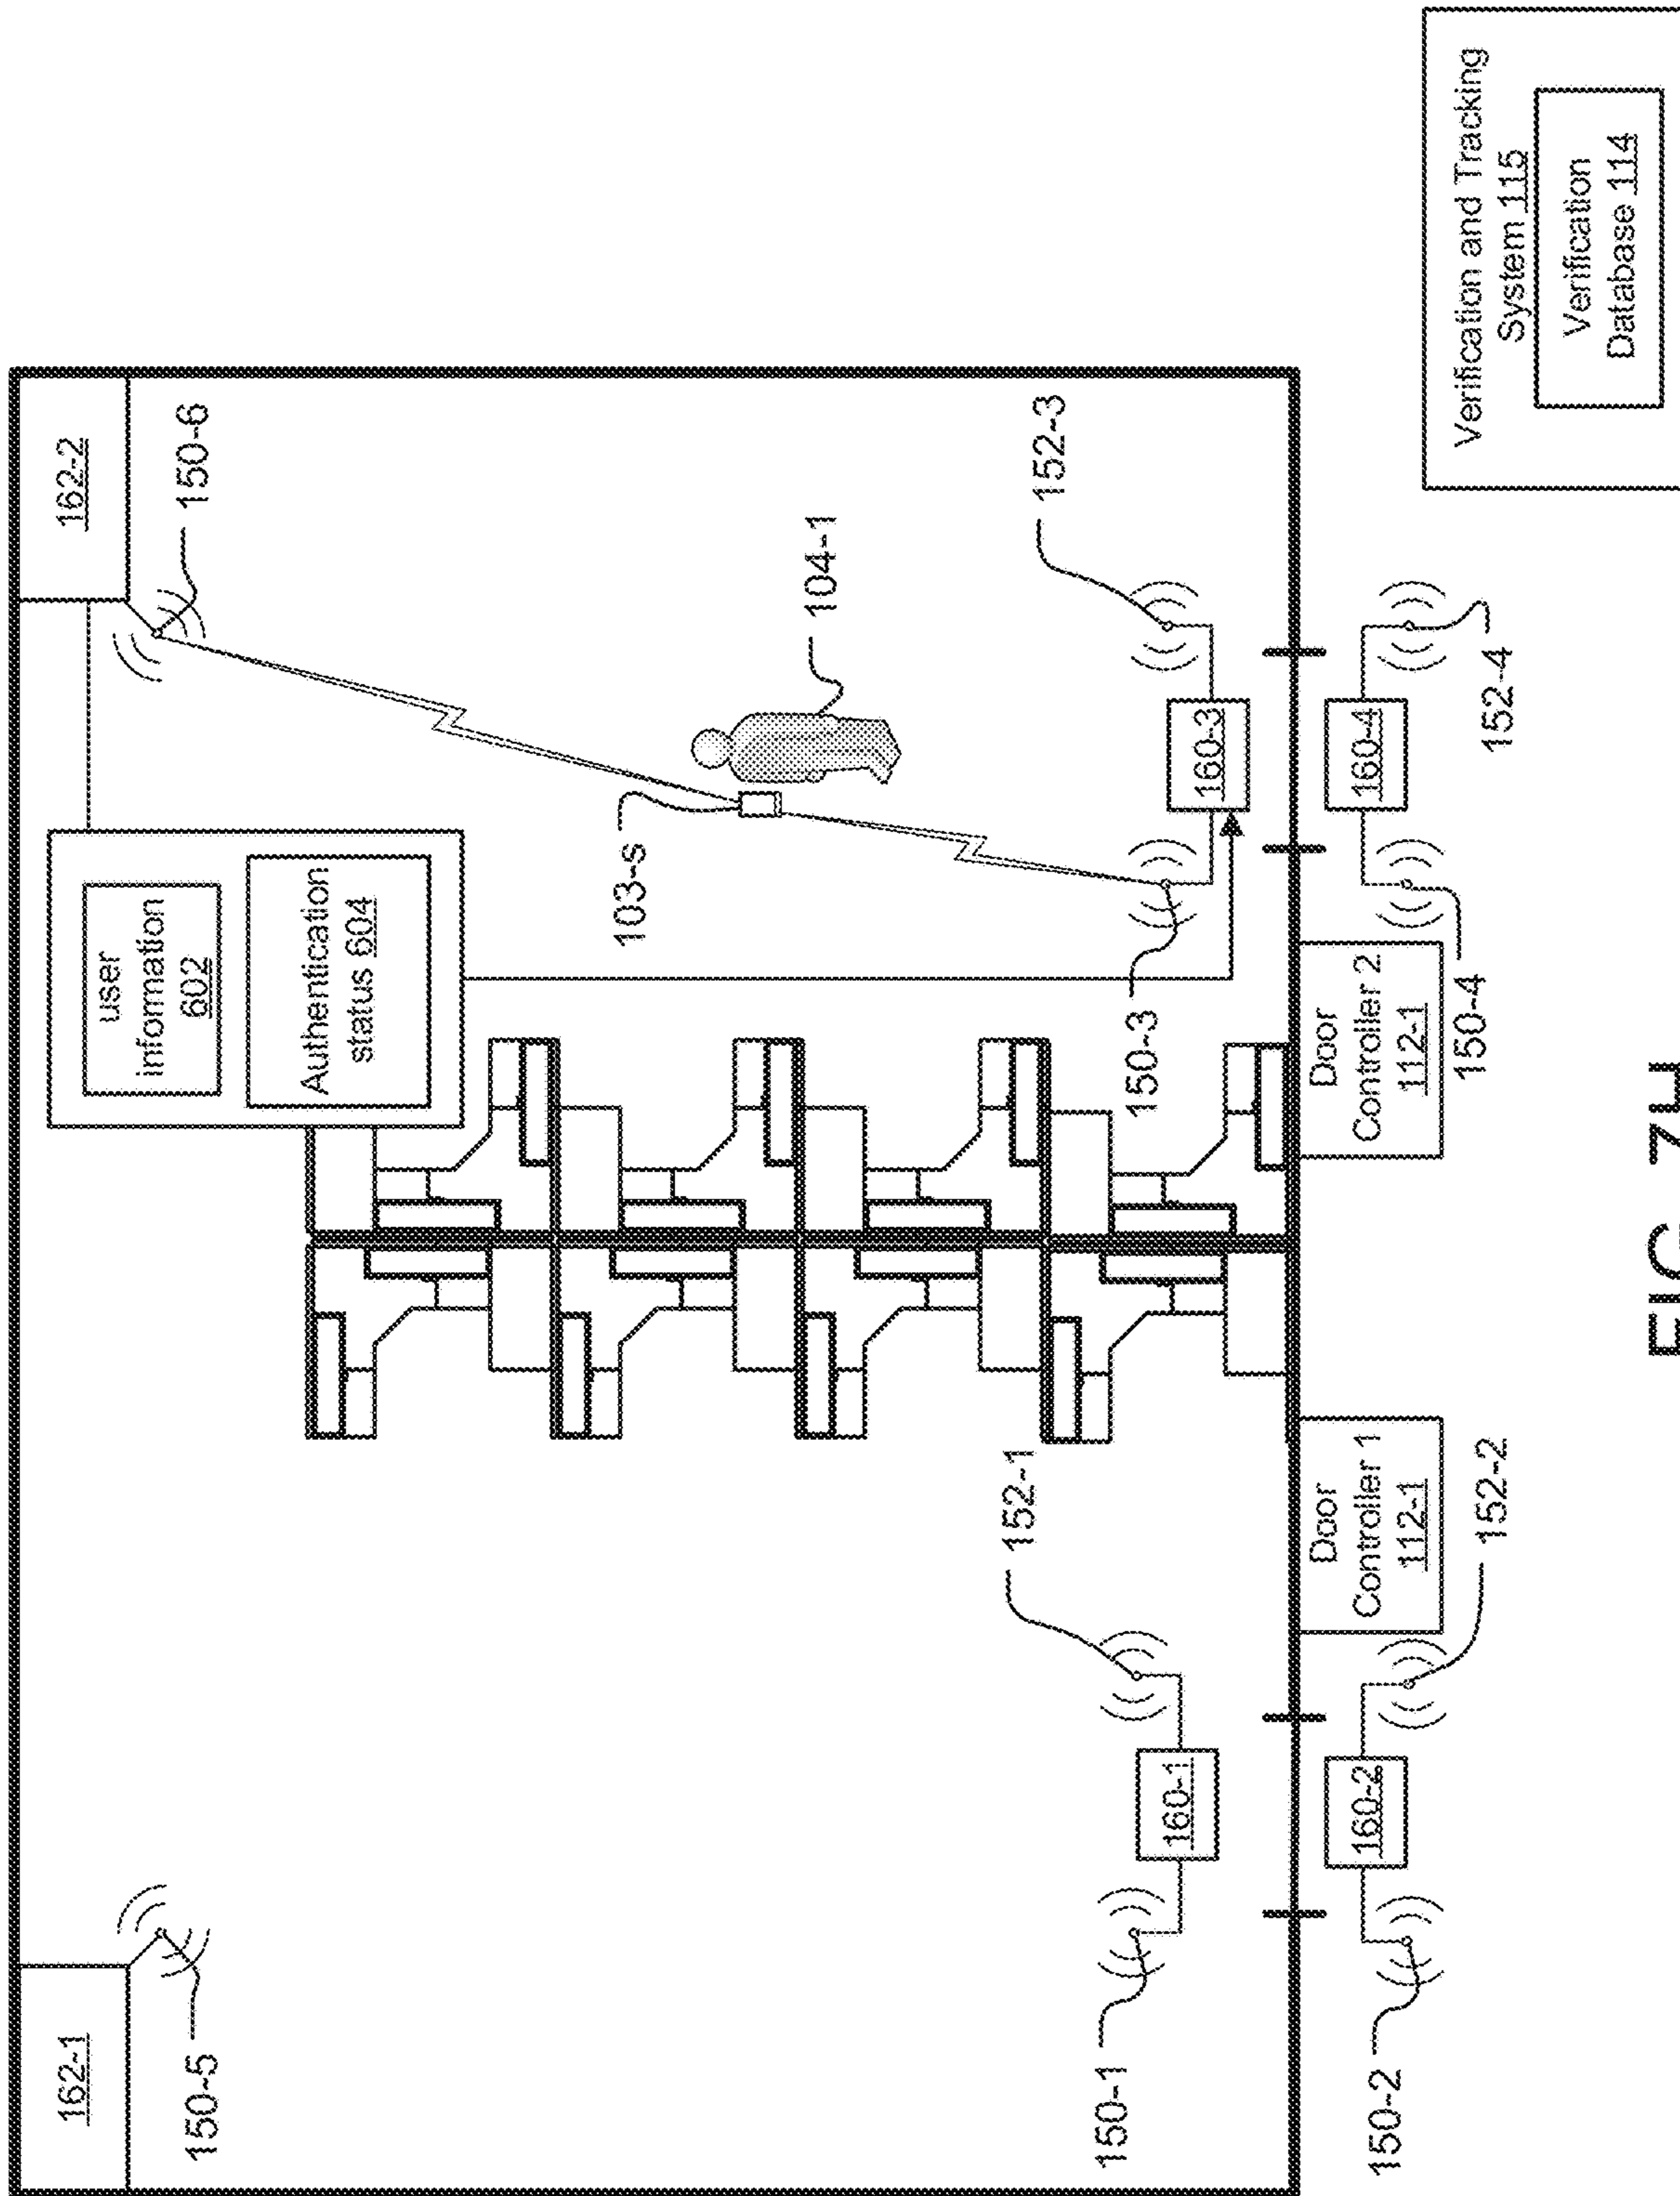 162-1
150-5
162-2
150-6
user
information
602
Authentication
status 604
103-s
104-1
152-1
150-1
160-1
150-3
152-3
160-3
160-2
150-2
152-2
Door
Controller 1
112-1
Door
Controller 2
112-1
160-4
150-4
152-4
Verification and Tracking
System 115
Verification
Database 114
FIG. 7H